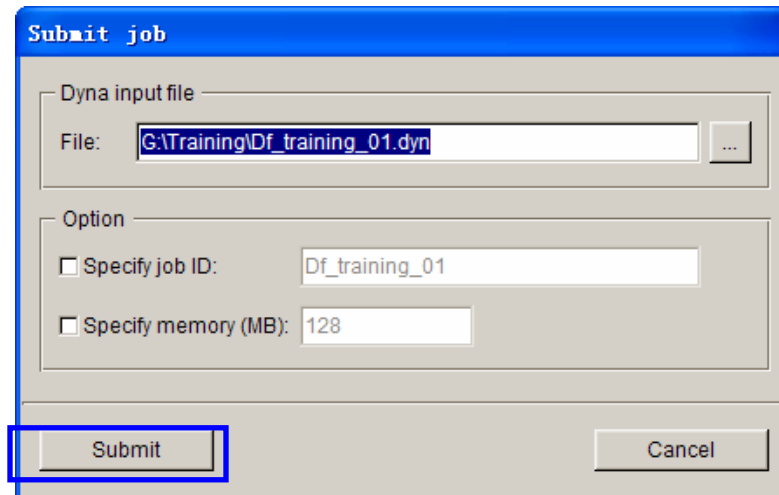 Submit job
Dyna input file
File: G:\Training\Df_training_01.dyn ...
Option
Specify job ID: Df_training_01
Specify memory (MB): 128
Submit Cancel